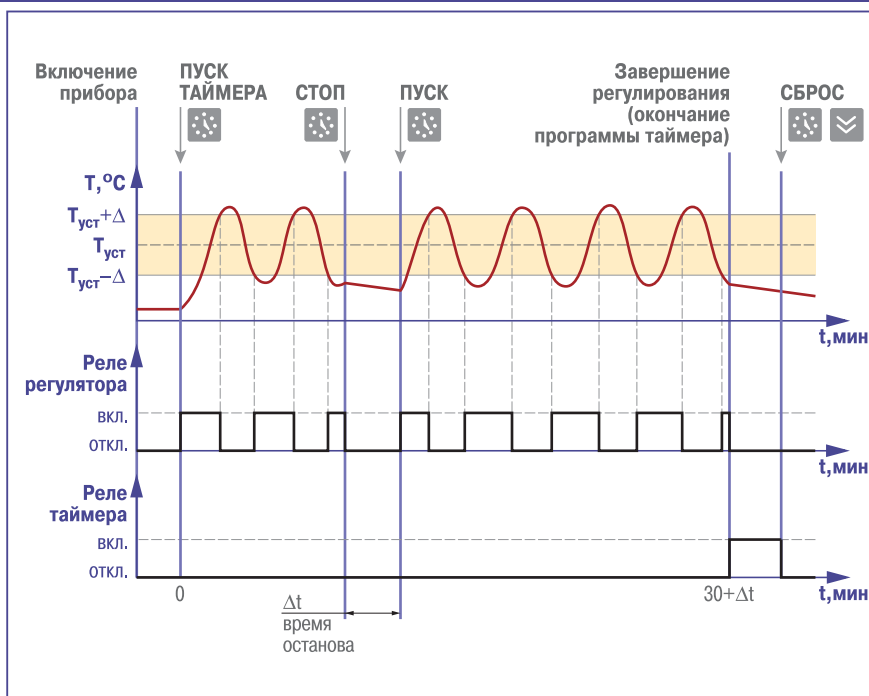 Включение
прибора
ПУСК
ТАЙМЕРА
СТОП
ПУСК
Завершение
регулирования
(окончание
программы таймера)
СБРОС
T,°C
Tуст+Δ
Tуст
Tуст–Δ
t,мин
Реле
регулятора
ВКЛ.
ОТКЛ.
t,мин
Реле
таймера
ВКЛ.
ОТКЛ.
0
30+Δt
t,мин
Δt
время
останова